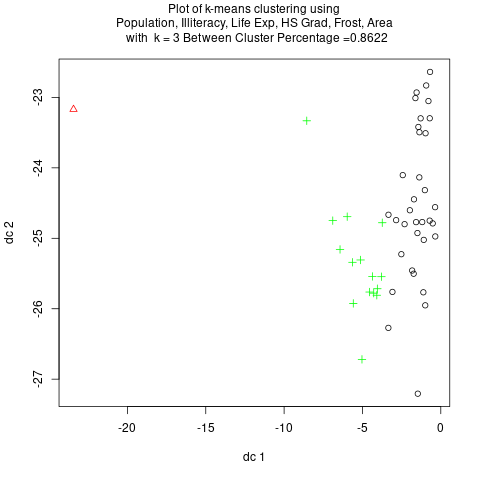 Plot of k-means clustering using
Population, Illiteracy, Life Exp, HS Grad, Frost, Area
with k = 3 Between Cluster Percentage =0.8622
-23
-24
-25
-26
-27
dc 2
-20 -15 -10 -5 0
dc 1